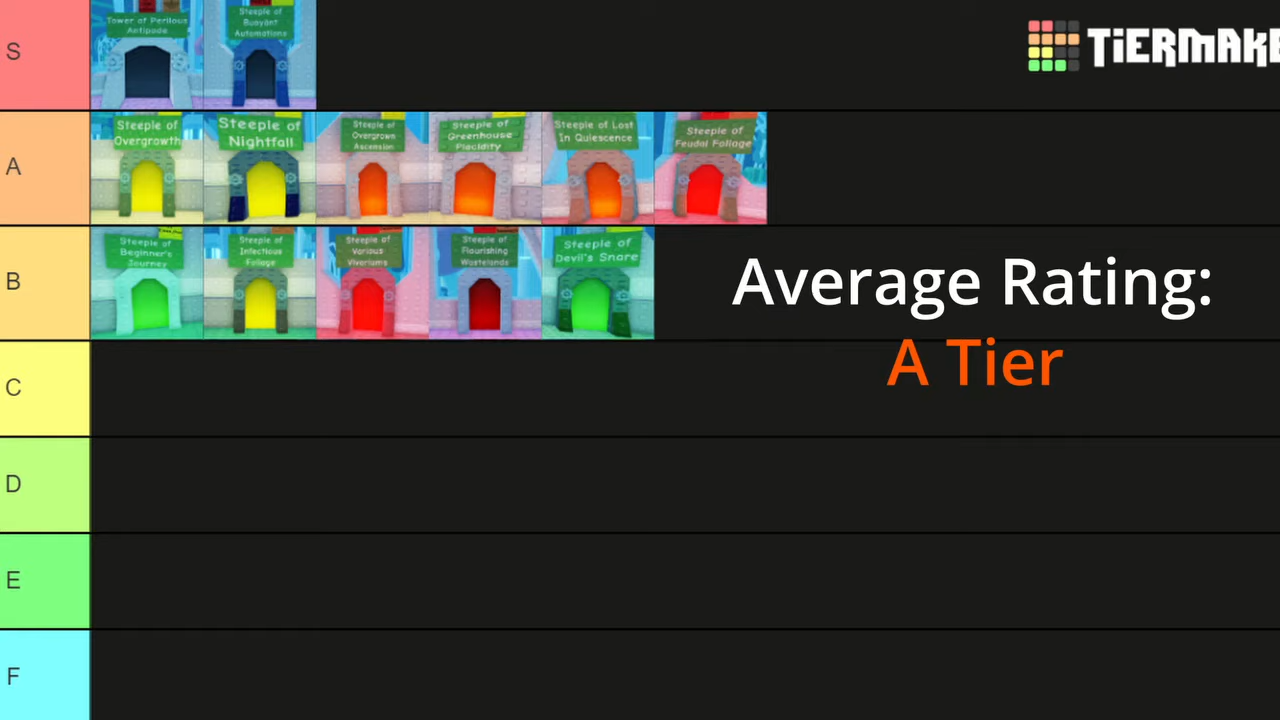 S
Tower of Perilous
Antipode
Steeple of
Buoyant
Automations
TIERMAKE
A
Steeple of
Overgrowth
Steeple of
Nightfall
Steeple of
Overgrown
Ascension
Steeple of
Greenhouse
Placidity
Steeple of Lost
In Quiescence
Steeple of
Feudal Foliage
B
Steeple of
Beginner's
Journey
Steeple of
Infectious
Foliage
Steeple of
Various
Vivariums
Steeple of
Flourishing
Wastelands
Steeple of
Devil's Snare
Average Rating:
A Tier
C
D
E
F